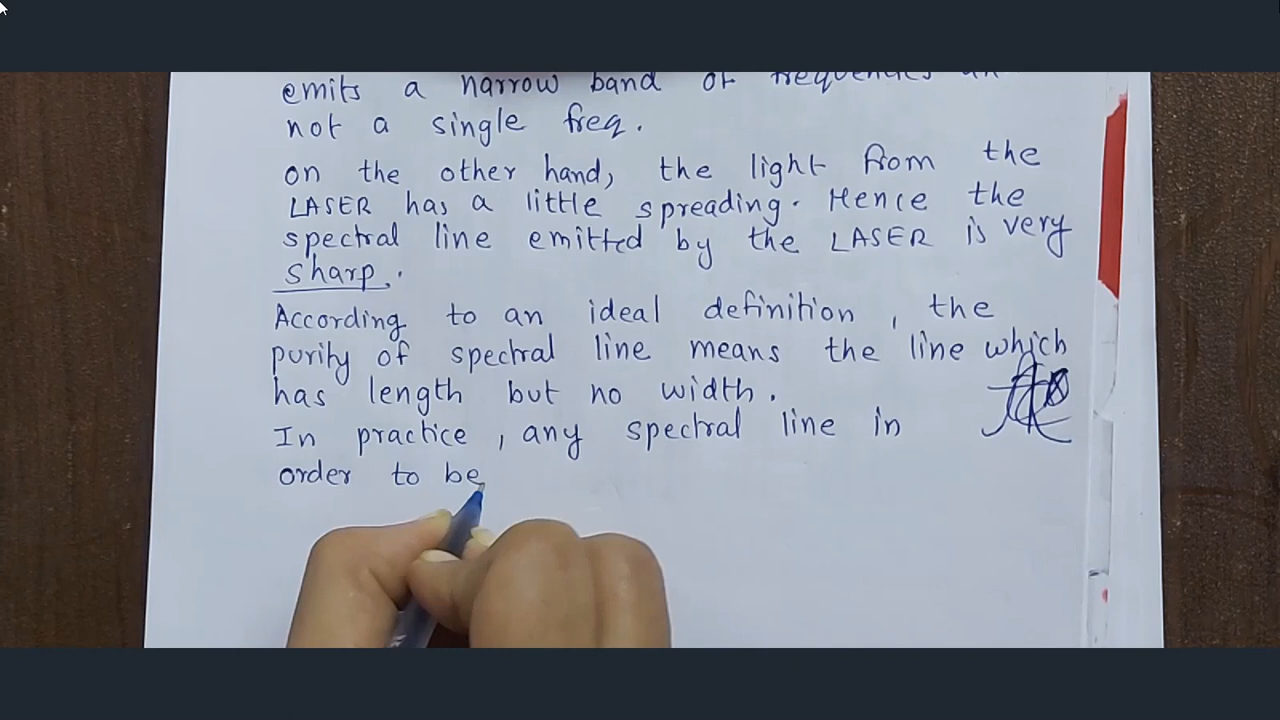 emits a narrow band of frequencies
not a single freq.
on the other hand, the light from the
LASER has a little spreading. Hence the
spectral line emitted by the LASER is very
sharp.
According to an ideal definition, the
purity of spectral line means the line which
has length but no width.
In practice, any spectral line in
order to be